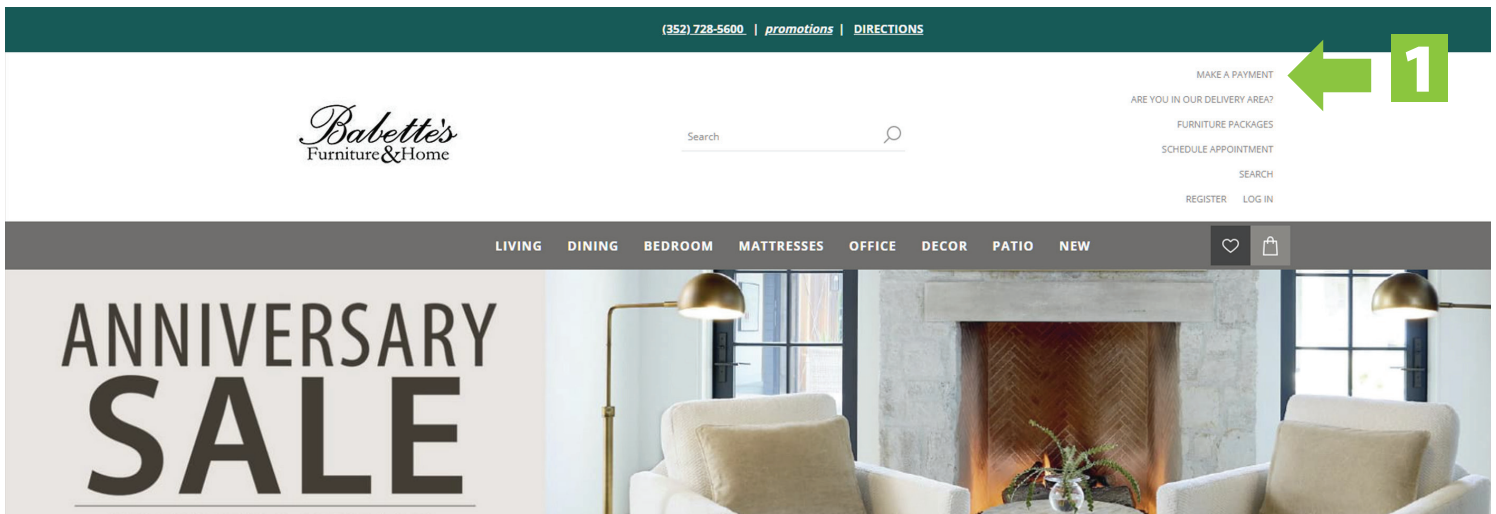 (352) 728-5600 | promotions | DIRECTIONS
1
MAKE A PAYMENT
ARE YOU IN OUR DELIVERY AREA?
FURNITURE PACKAGES
SCHEDULE APPOINTMENT
SEARCH
REGISTER LOG IN
Babette's
Furniture&Home
Search
LIVING DINING BEDROOM MATTRESSES OFFICE DECOR PATIO NEW
ANNIVERSARY
SALE